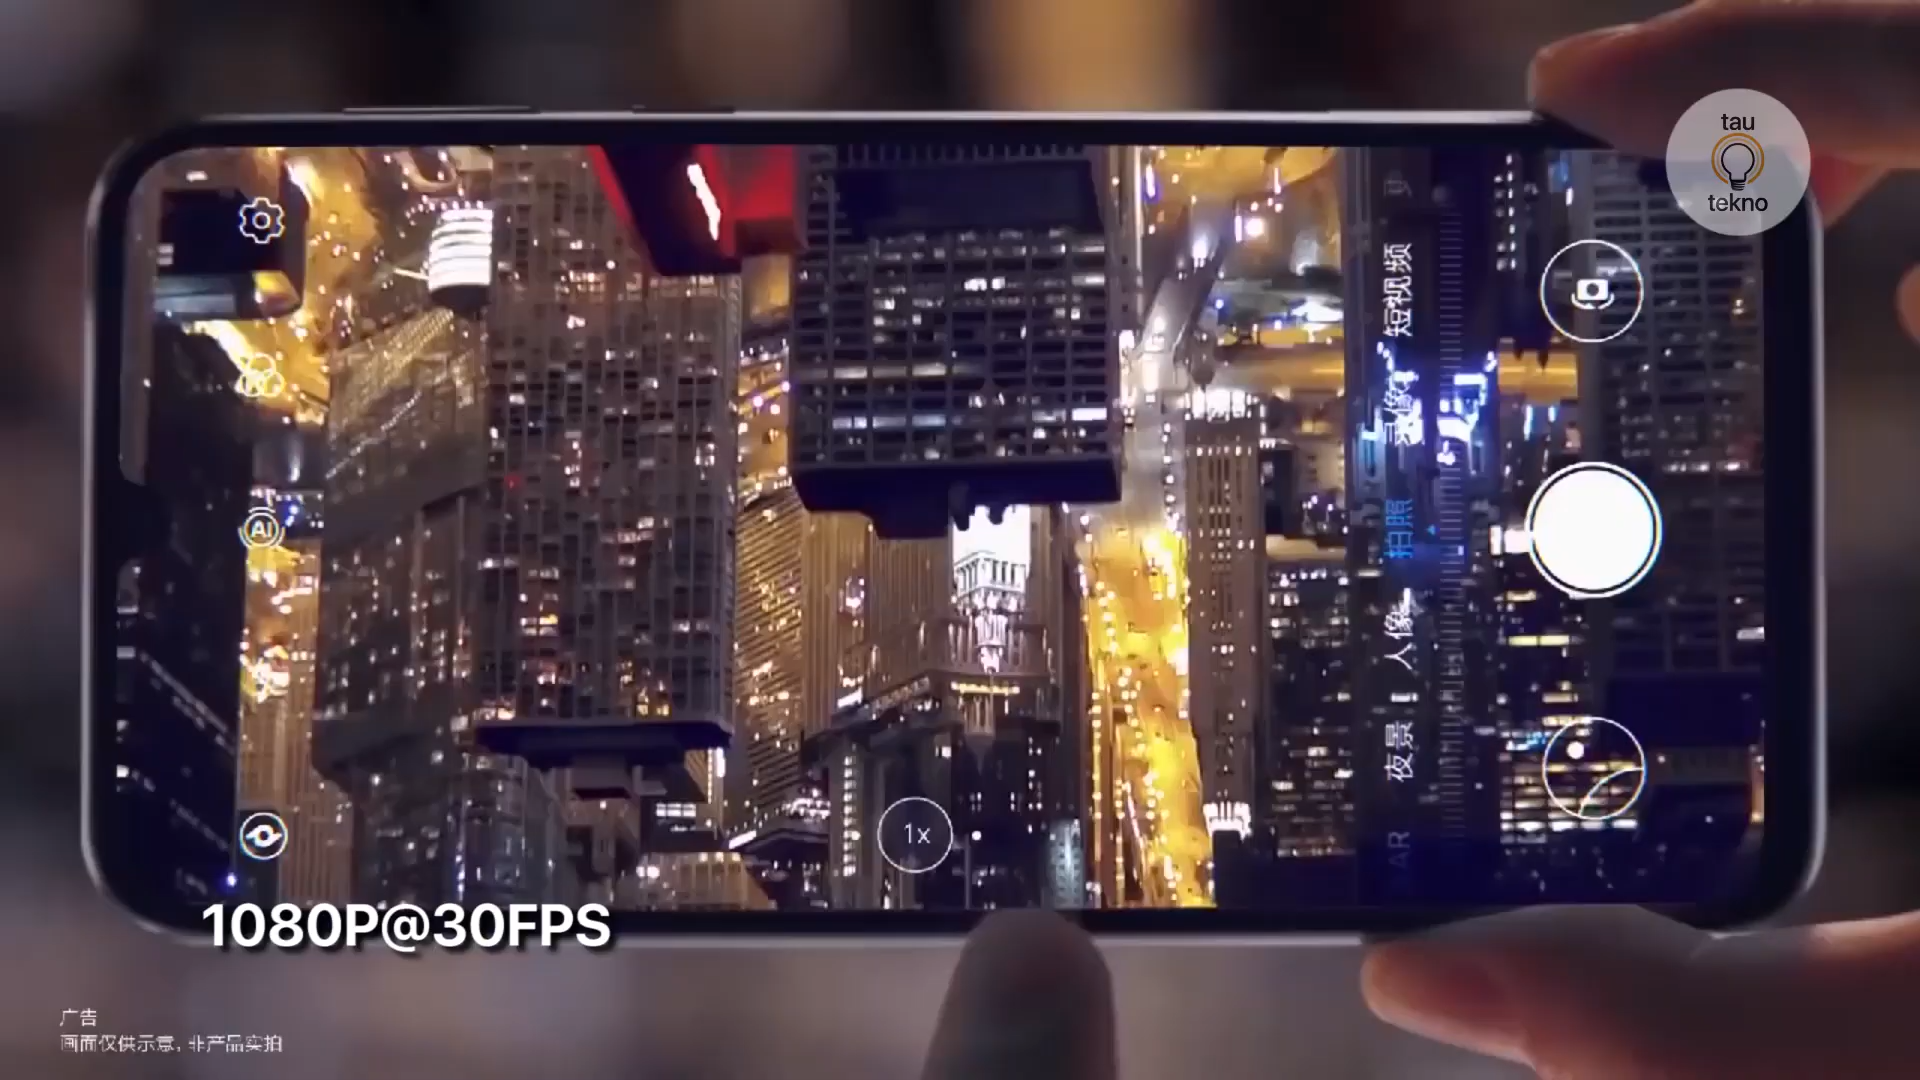 tau
tekno
短视频
录像
拍照
人像
夜景
AR
AI
1x
1080P@30FPS
广告
画面仅供示意, 非产品实拍